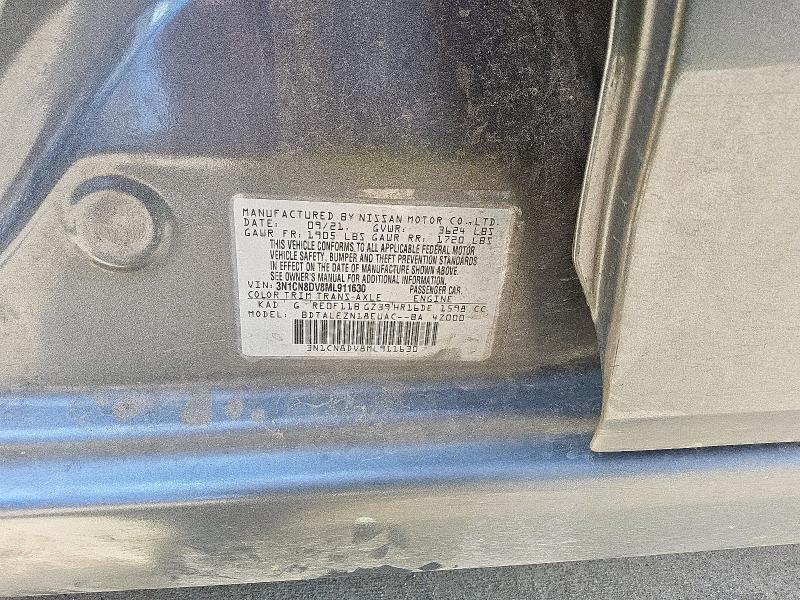 MANUFACTURED BY NISSAN MOTOR CO., LTD.
DATE: 09/21. GVWR: 3624 LBS
GAWR FR: 1905 LBS GAWR RR: 1720 LBS
THIS VEHICLE CONFORMS TO ALL APPLICABLE FEDERAL MOTOR
VEHICLE SAFETY, BUMPER AND THEFT PREVENTION STANDARDS
IN EFFECT ON THE DATE OF MANUFACTURE SHOWN ABOVE.
SEE OWNER'S MANUAL FOR ADDITIONAL INFORMATION.
VIN: 3N1CN8DV8ML911630 PASSENGER CAR.
COLOR TRIM TRANS-AXLE ENGINE
KAD G RE0F11B GZ39 HR16DE 1598 CC
MODEL: BDTALEZN18EUAC--BA 42000
3N1CN8DV8ML911630